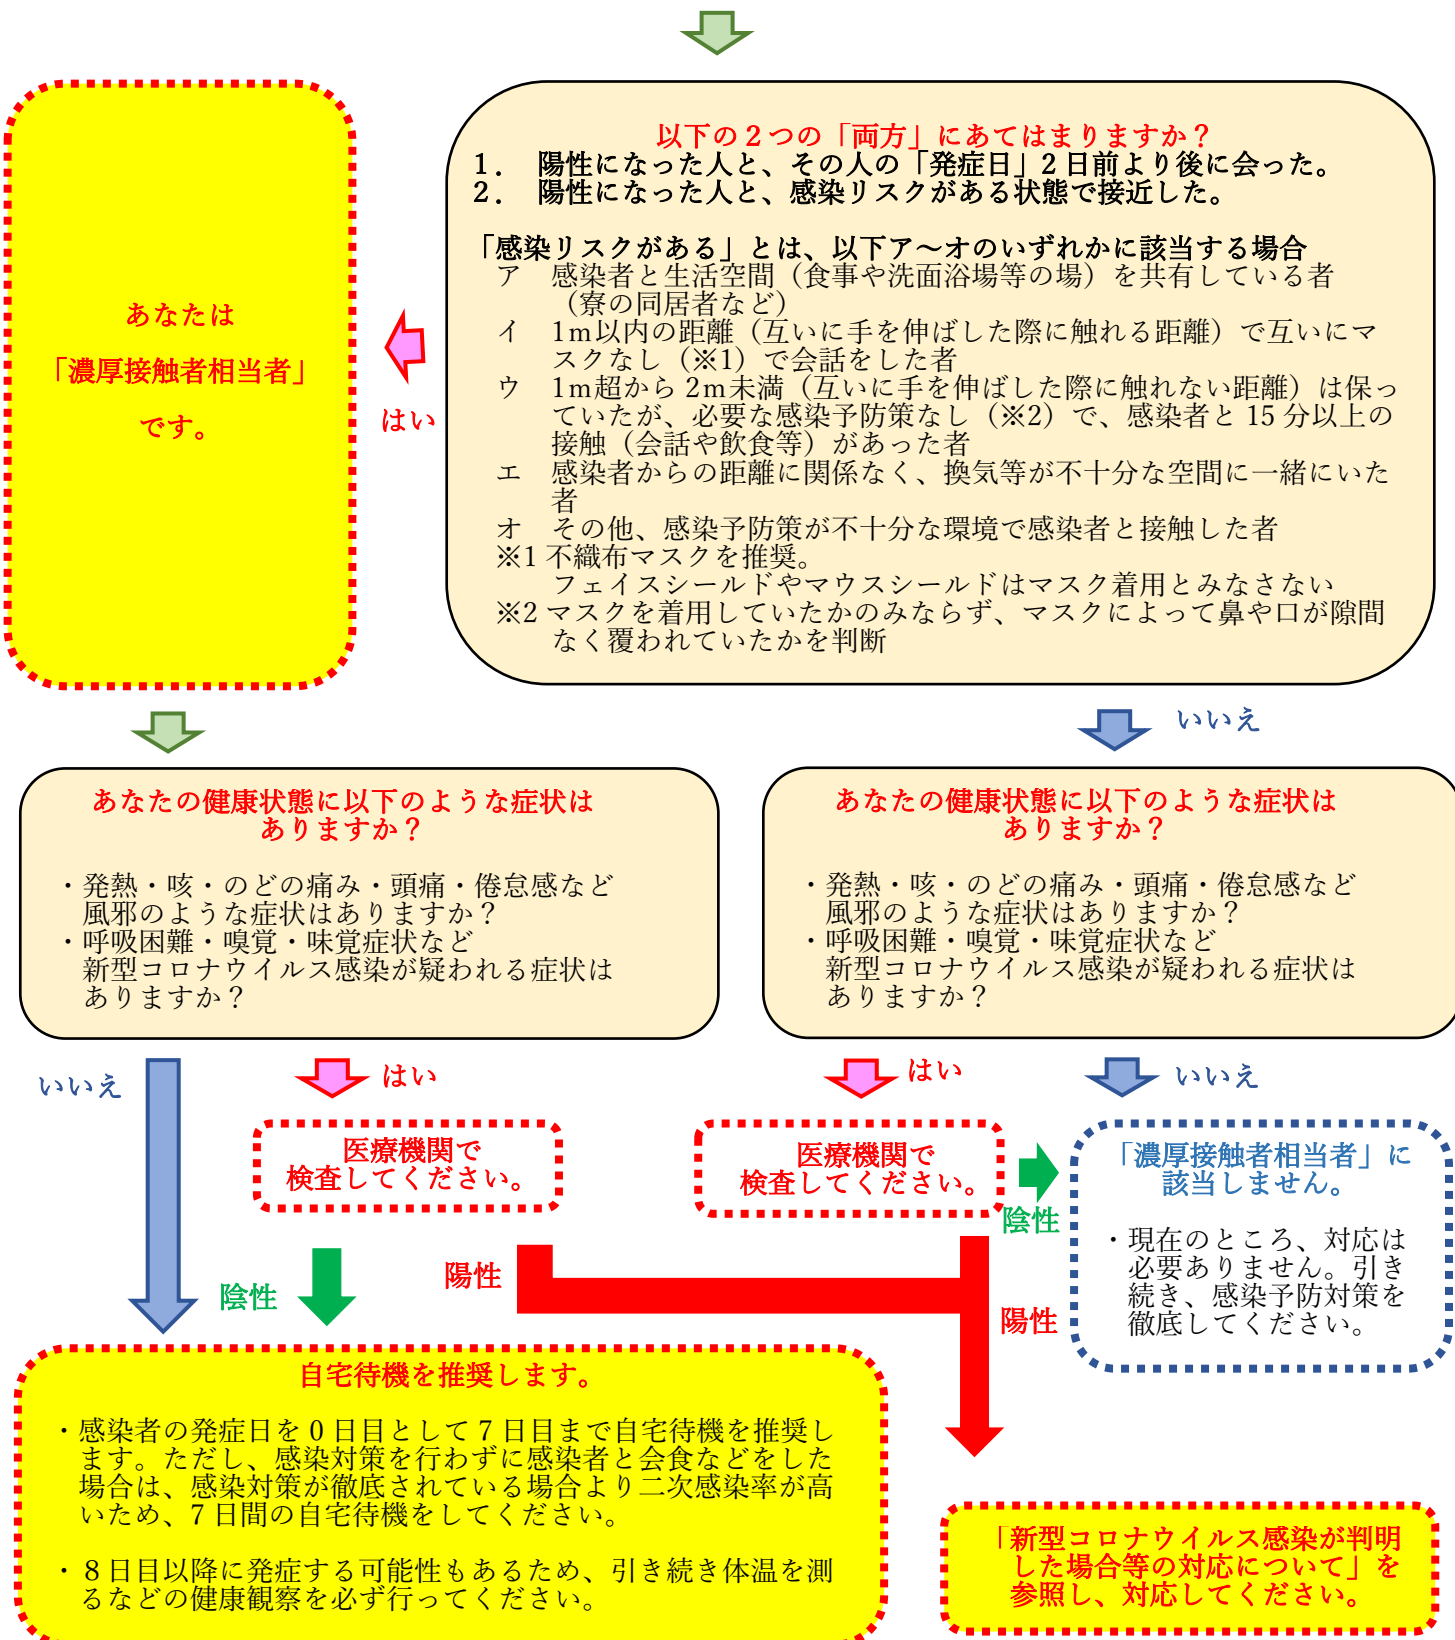 以下の２つの「両方」にあてはまりますか？
1.　陽性になった人と、その人の「発症日」2日前より後に会った。
2.　陽性になった人と、感染リスクがある状態で接近した。
「感染リスクがある」とは、以下ア～オのいずれかに該当する場合
ア　感染者と生活空間（食事や洗面浴場等の場）を共有している者
（寮の同居者など）
イ　1ｍ以内の距離（互いに手を伸ばした際に触れる距離）で互いにマ
スクなし（※1）で会話をした者
ウ　1ｍ超から 2ｍ未満（互いに手を伸ばした際に触れない距離）は保っ
ていたが、必要な感染予防策なし（※2）で、感染者と 15 分以上の
接触（会話や飲食等）があった者
エ　感染者からの距離に関係なく、換気等が不十分な空間に一緒にいた
者
オ　その他、感染予防策が不十分な環境で感染者と接触した者
※1 不織布マスクを推奨。
フェイスシールドやマウスシールドはマスク着用とみなさない
※2 マスクを着用していたかのみならず、マスクによって鼻や口が隙間
なく覆われていたかを判断
はい
あなたは
「濃厚接触者相当者」
です。
いいえ
あなたの健康状態に以下のような症状は
ありますか？
・発熱・咳・のどの痛み・頭痛・倦怠感など
風邪のような症状はありますか？
・呼吸困難・嗅覚・味覚症状など
新型コロナウイルス感染が疑われる症状は
ありますか？
あなたの健康状態に以下のような症状は
ありますか？
・発熱・咳・のどの痛み・頭痛・倦怠感など
風邪のような症状はありますか？
・呼吸困難・嗅覚・味覚症状など
新型コロナウイルス感染が疑われる症状は
ありますか？
いいえ
はい
はい
いいえ
医療機関で
検査してください。
医療機関で
検査してください。
陰性
「濃厚接触者相当者」に
該当しません。
・現在のところ、対応は
必要ありません。引き
続き、感染予防対策を
徹底してください。
陰性
陽性
陽性
自宅待機を推奨します。
・感染者の発症日を 0 日目として 7 日目まで自宅待機を推奨し
ます。ただし、感染対策を行わずに感染者と会食などをした
場合は、感染対策が徹底されている場合より二次感染率が高
いため、7 日間の自宅待機をしてください。
・８日目以降に発症する可能性もあるため、引き続き体温を測
るなどの健康観察を必ず行ってください。
「新型コロナウイルス感染が判明
した場合等の対応について」を
参照し、対応してください。